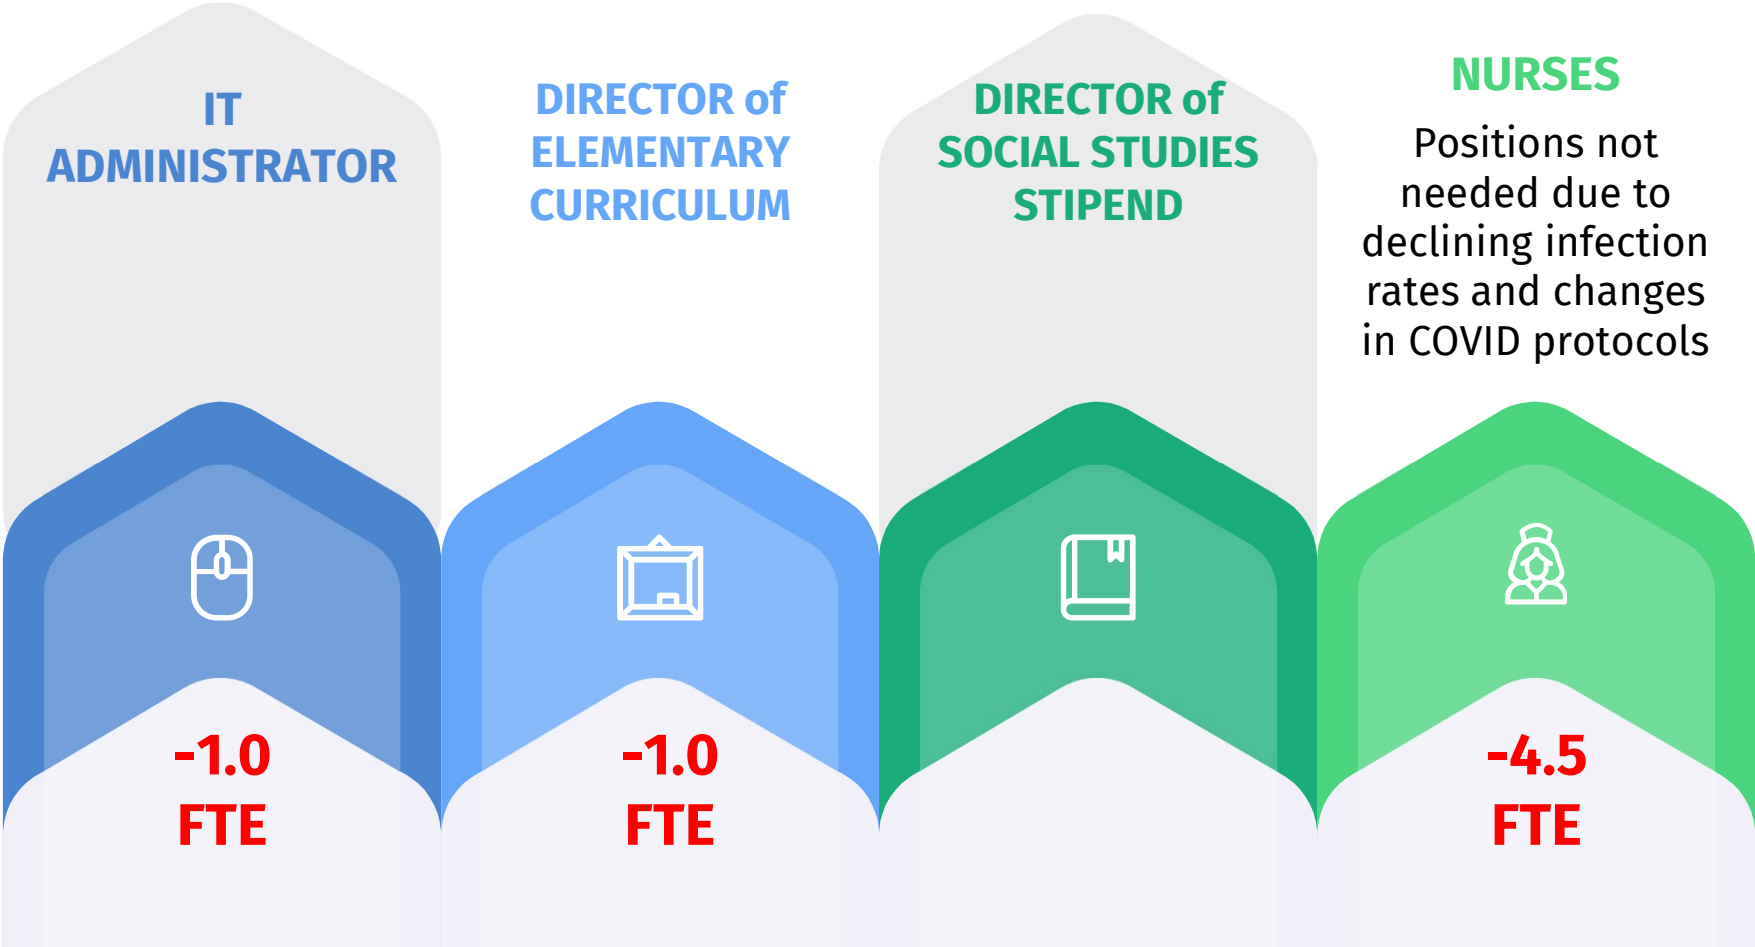 IT
ADMINISTRATOR
DIRECTOR of
ELEMENTARY
CURRICULUM
DIRECTOR of
SOCIAL STUDIES
STIPEND
NURSES
Positions not
needed due to
declining infection
rates and changes
in COVID protocols
-1.0
FTE
-1.0
FTE
-4.5
FTE